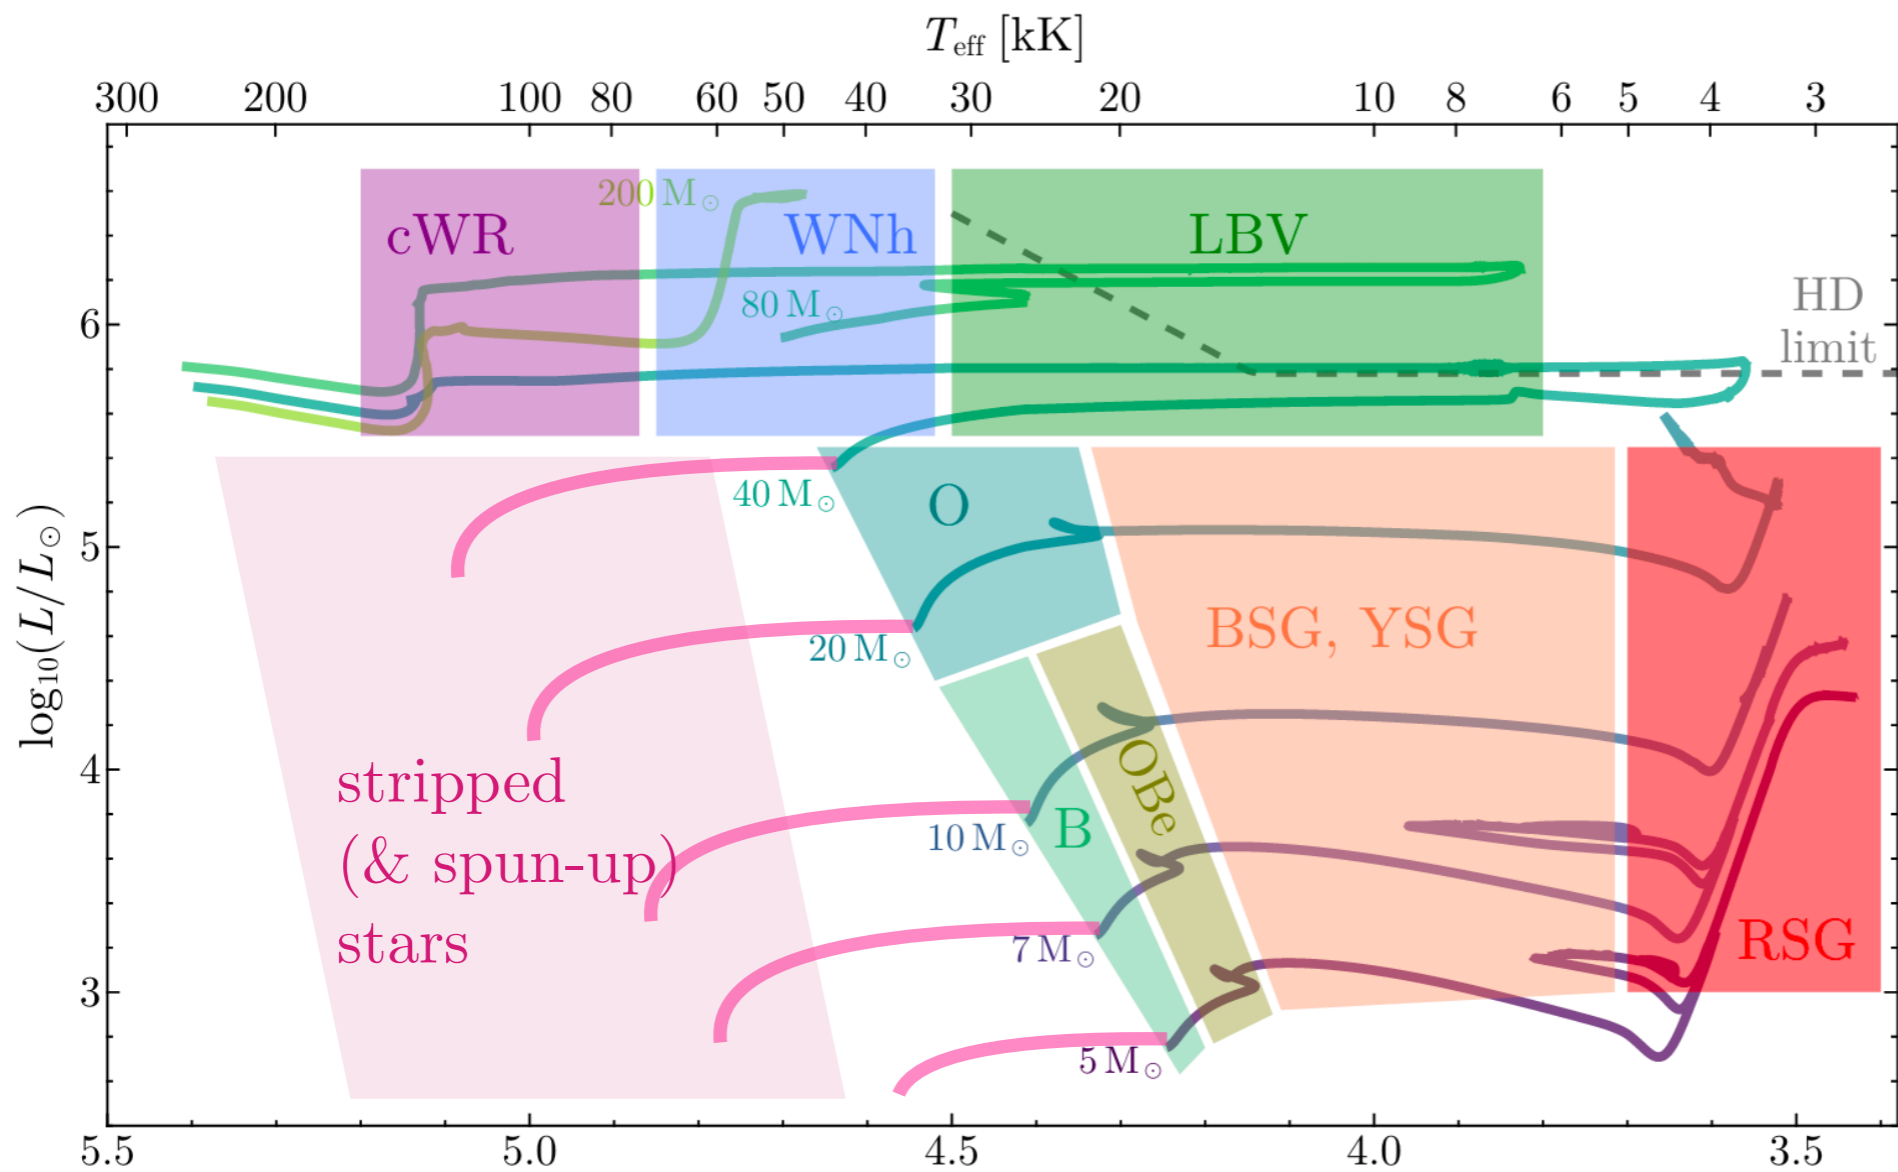 T_eff [kK]
300 200 100 80 60 50 40 30 20 10 8 6 5 4 3
200 M⊙
cWR
WNh
LBV
80 M⊙
HD
limit
6
40 M⊙
O
5
log₁₀(L/L⊙)
20 M⊙
BSG, YSG
stripped
(& spun-up)
stars
4
OBe
10 M⊙
B
7 M⊙
RSG
3
5 M⊙
5.5 5.0 4.5 4.0 3.5